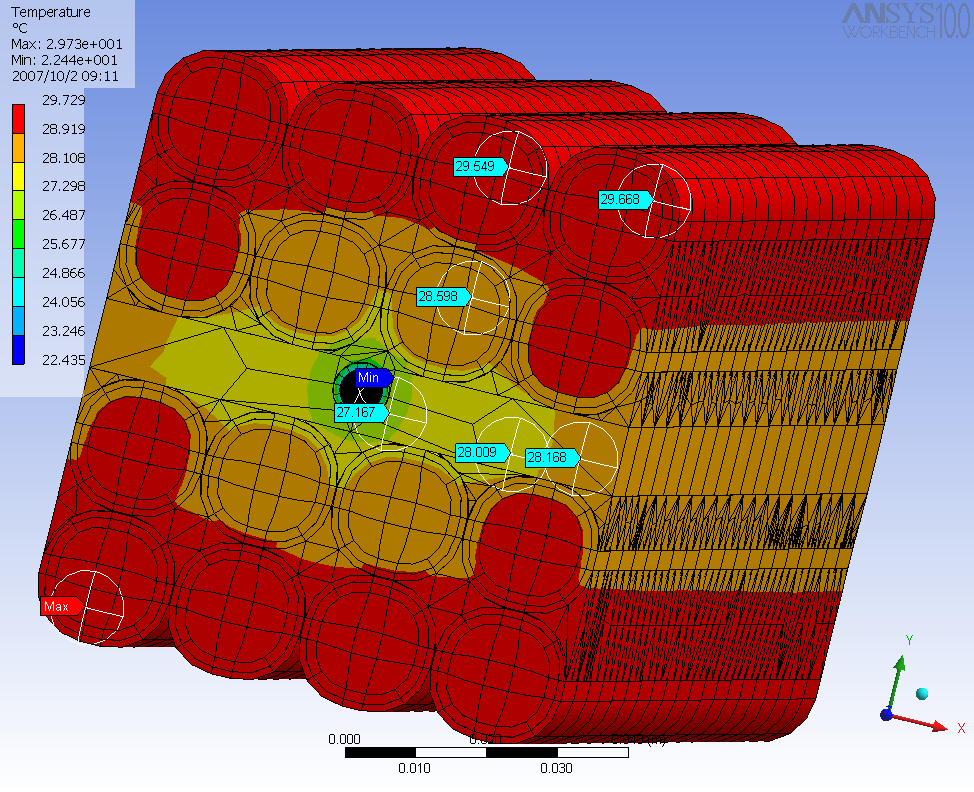 Temperature
°C
Max: 2.973e+001
Min: 2.244e+001
2007/10/2 09:11
ANSYS 10.0
WORKBENCH
29.729
28.919
28.108
27.298
26.487
25.677
24.866
24.056
23.246
22.435
29.549
29.668
28.598
Min
27.167
28.009
28.168
Max
Y
X
0.000
(m)
0.010
0.030